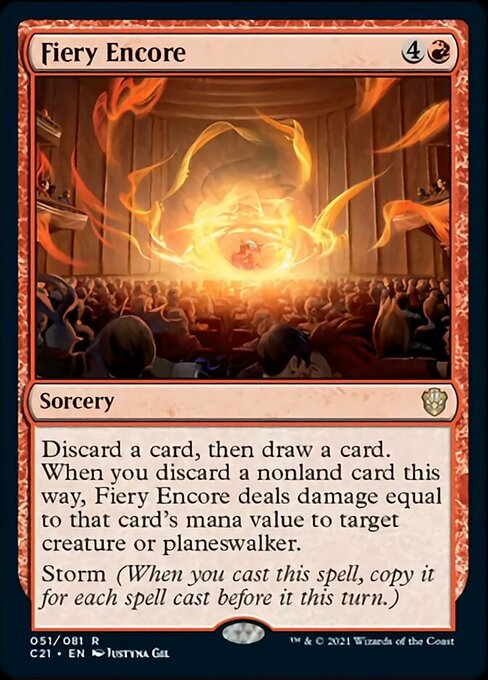 Fiery Encore 4
Sorcery
Discard a card, then draw a card.
When you discard a nonland card this
way, Fiery Encore deals damage equal
to that card's mana value to target
creature or planeswalker.
Storm (When you cast this spell, copy it
for each spell cast before it this turn.)
051/081 R
C21 • EN Justyna Gil
™ & © 2021 Wizards of the Coast